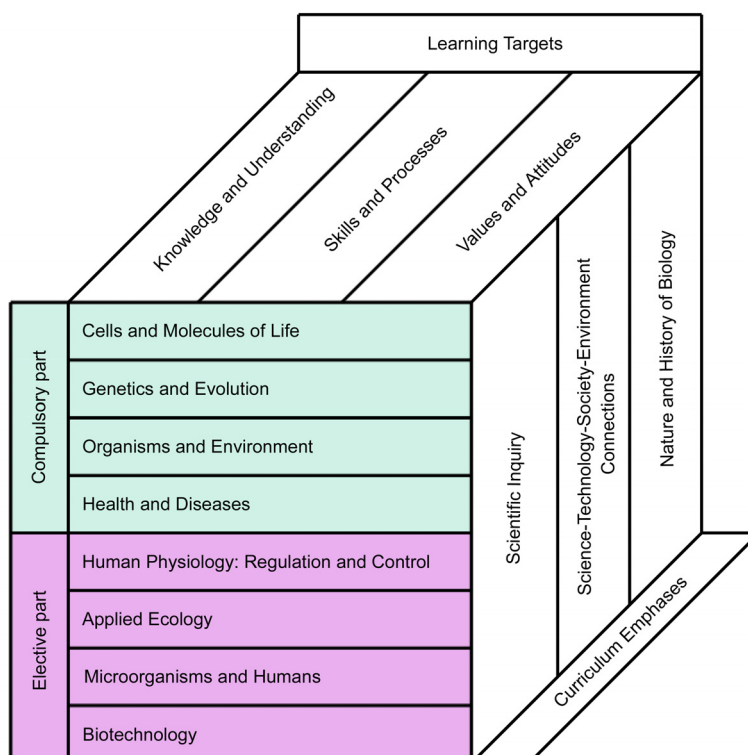 Learning Targets
Knowledge and Understanding
Skills and Processes
Values and Attitudes
Compulsory part
Cells and Molecules of Life
Genetics and Evolution
Organisms and Environment
Health and Diseases
Elective part
Human Physiology: Regulation and Control
Applied Ecology
Microorganisms and Humans
Biotechnology
Scientific Inquiry
Science-Technology-Society-Environment
Connections
Nature and History of Biology
Curriculum Emphases